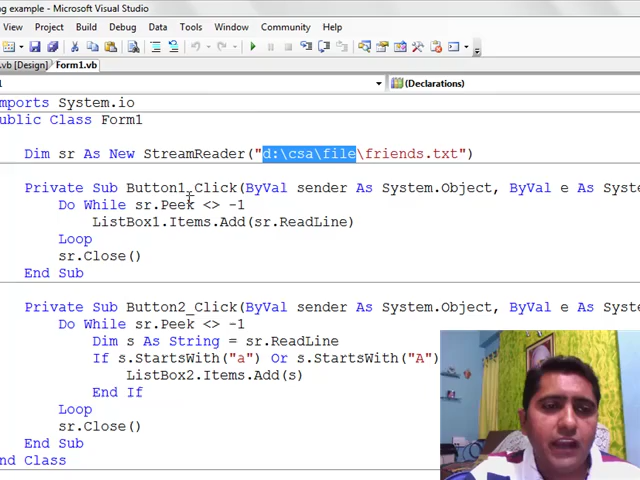 ng example - Microsoft Visual Studio
View Project Build Debug Data Tools Window Community Help
.vb [Design] Form1.vb
1 (Declarations)
mports System.io
ublic Class Form1
Dim sr As New StreamReader("d:\csa\file\friends.txt")
Private Sub Button1_Click(ByVal sender As System.Object, ByVal e As System
Do While sr.Peek <> -1
ListBox1.Items.Add(sr.ReadLine)
Loop
sr.Close()
End Sub
Private Sub Button2_Click(ByVal sender As System.Object, ByVal e As System
Do While sr.Peek <> -1
Dim s As String = sr.ReadLine
If s.StartsWith("a") Or s.StartsWith("A")
ListBox2.Items.Add(s)
End If
Loop
sr.Close()
End Sub
nd Class